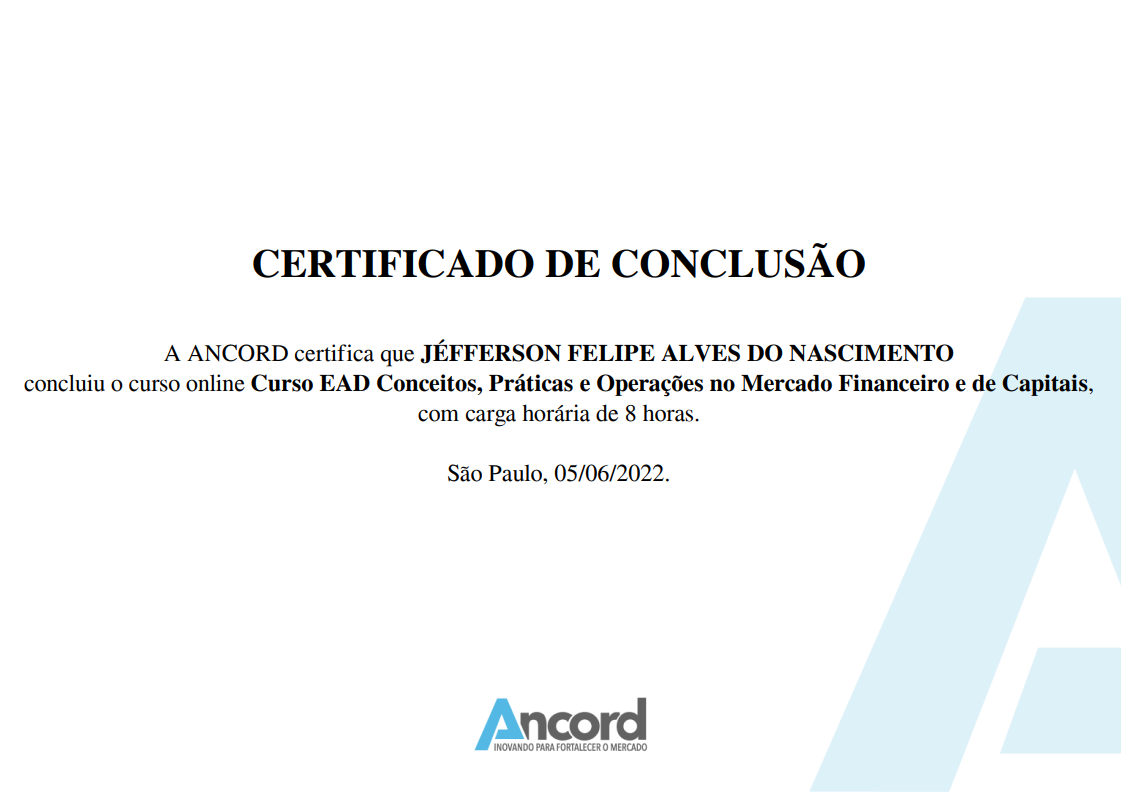 CERTIFICADO DE CONCLUSÃO
A ANCORD certifica que JÉFFERSON FELIPE ALVES DO NASCIMENTO
concluiu o curso online Curso EAD Conceitos, Práticas e Operações no Mercado Financeiro e de Capitais,
com carga horária de 8 horas.
São Paulo, 05/06/2022.
Ancord
INOVANDO PARA FORTALECER O MERCADO